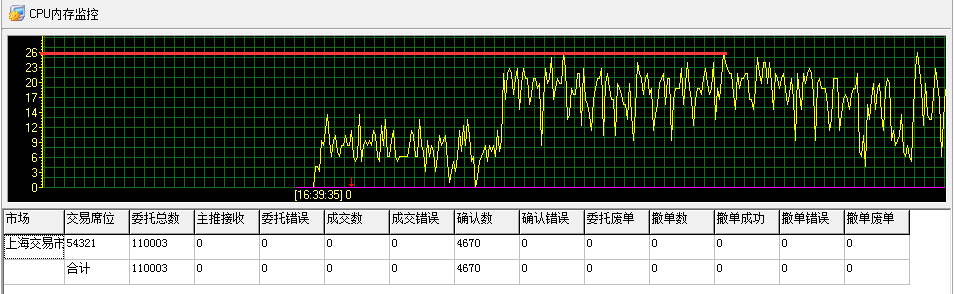 CPU内存监控
26
23
20
17
14
12
9
6
3
0
[16:39:35] 0
市场 交易席位 委托总数 主推接收 委托错误 成交数 成交错误 确认数 确认错误 委托废单 撤单数 撤单成功 撤单错误 撤单废单
上海交易市 54321 110003 0 0 0 0 4670 0 0 0 0 0 0
合计 110003 0 0 0 0 4670 0 0 0 0 0 0